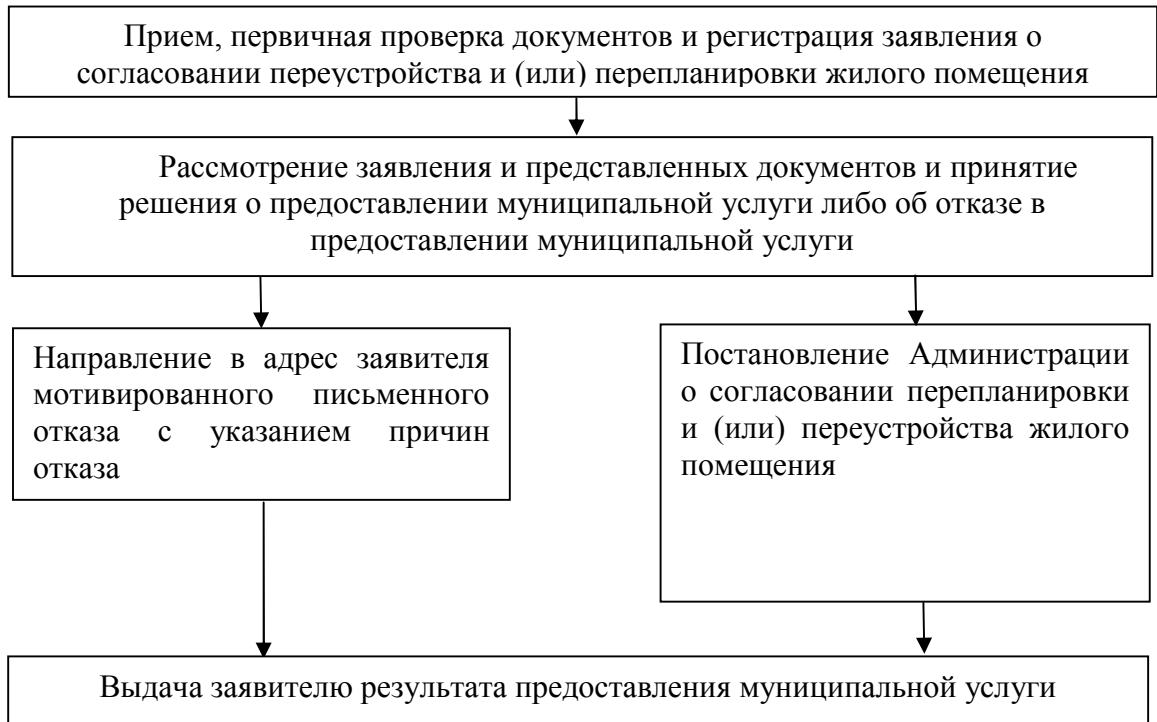 Прием, первичная проверка документов и регистрация заявления о
согласовании переустройства и (или) перепланировки жилого помещения
Рассмотрение заявления и представленных документов и принятие
решения о предоставлении муниципальной услуги либо об отказе в
предоставлении муниципальной услуги
Направление в адрес заявителя
мотивированного письменного
отказа с указанием причин
отказа
Постановление Администрации
о согласовании перепланировки
и (или) переустройства жилого
помещения
Выдача заявителю результата предоставления муниципальной услуги